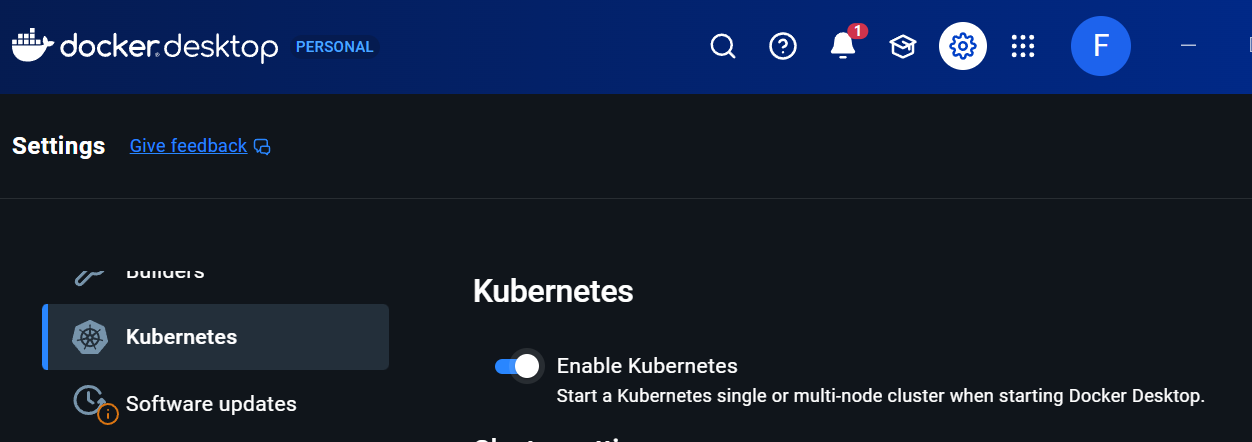 docker desktop PERSONAL
1
F
Settings Give feedback
Builders
Kubernetes
Kubernetes
Enable Kubernetes
Start a Kubernetes single or multi-node cluster when starting Docker Desktop.
Software updates